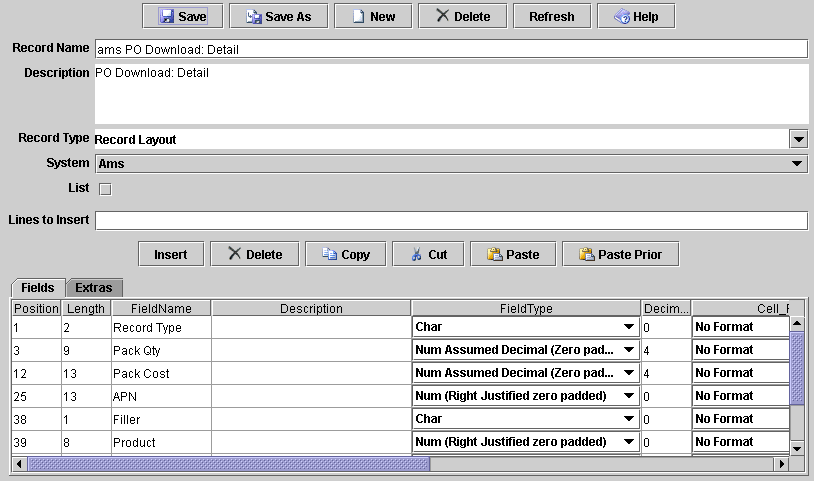 Save Save As New Delete Refresh Help
Record Name ams PO Download: Detail
Description PO Download: Detail
Record Type Record Layout
System Ams
List
Lines to Insert
Insert Delete Copy Cut Paste Paste Prior
Fields Extras
Position Length FieldName Description FieldType Decim... Cell_F
1 2 Record Type Char 0 No Format
3 9 Pack Qty Num Assumed Decimal (Zero pad... 4 No Format
12 13 Pack Cost Num Assumed Decimal (Zero pad... 4 No Format
25 13 APN Num (Right Justified zero padded) 0 No Format
38 1 Filler Char 0 No Format
39 8 Product Num (Right Justified zero padded) 0 No Format